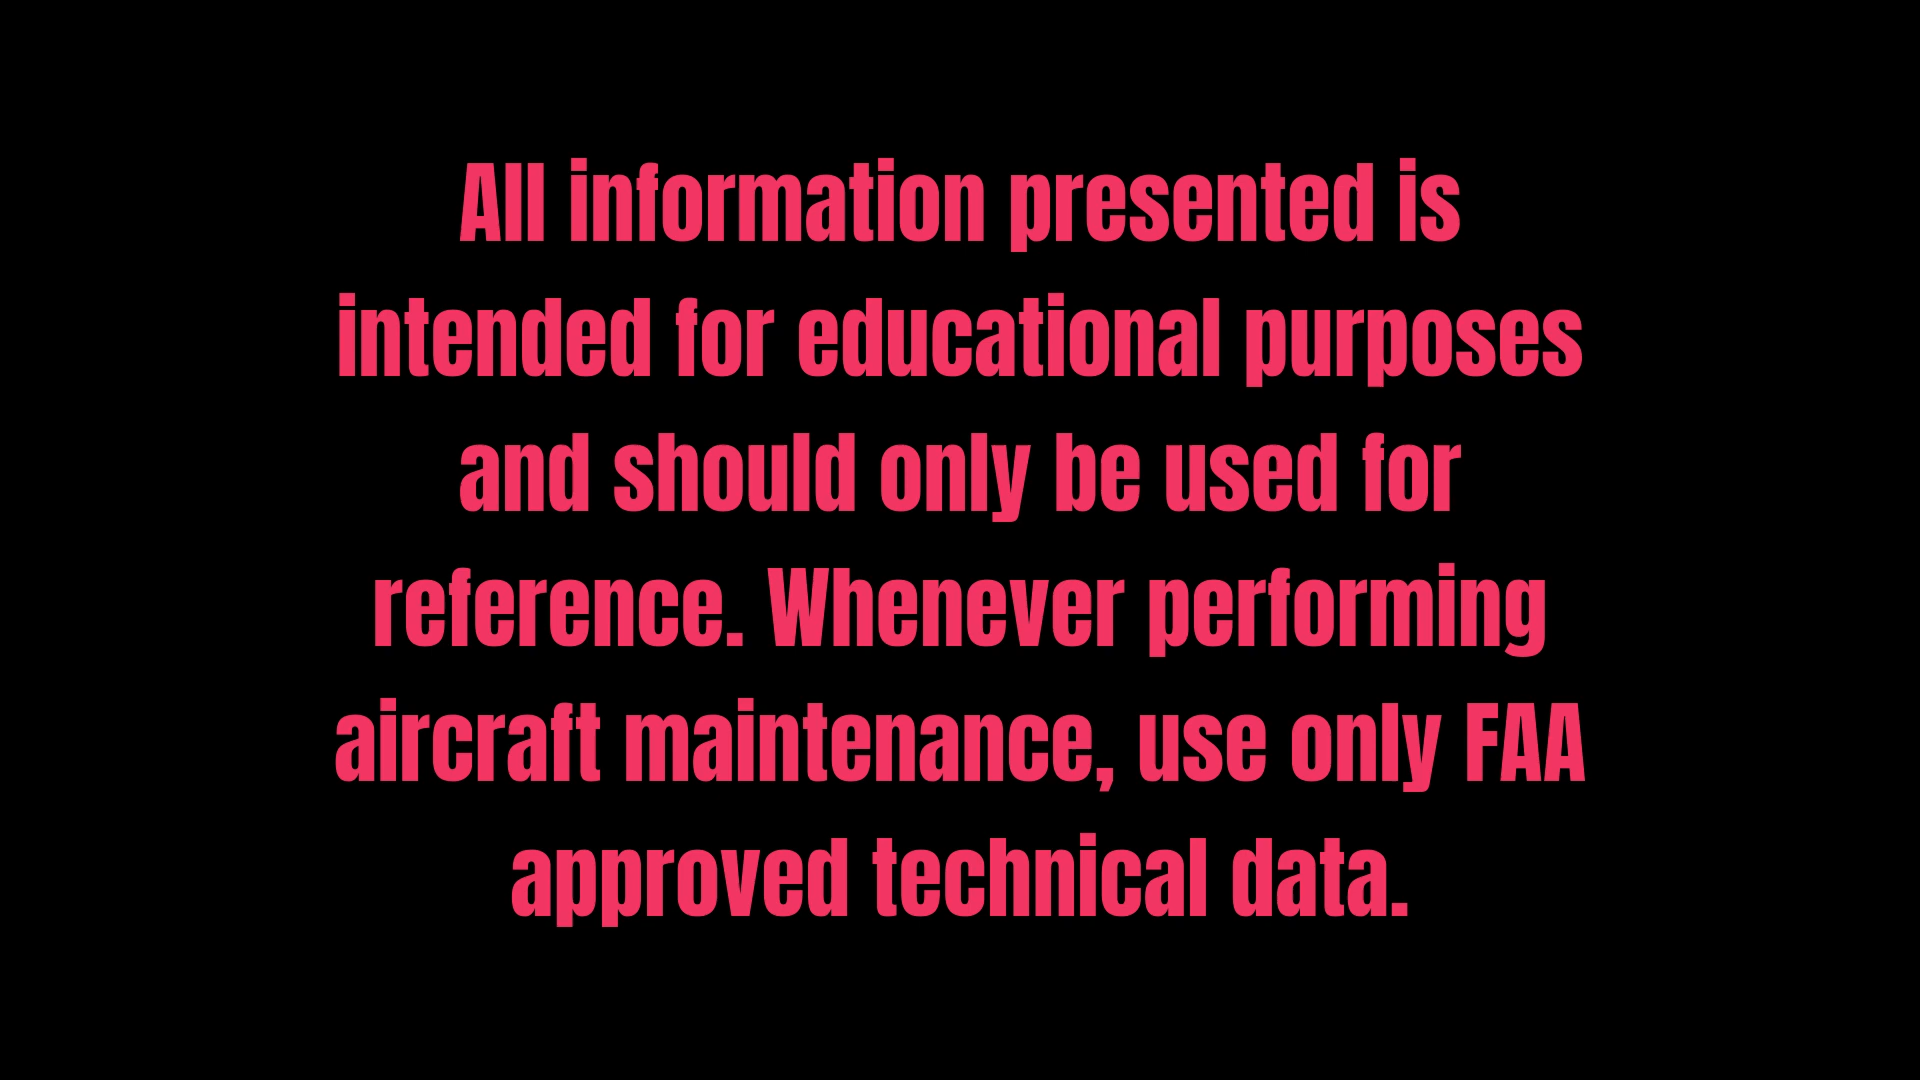 All information presented is
intended for educational purposes
and should only be used for
reference. Whenever performing
aircraft maintenance, use only FAA
approved technical data.